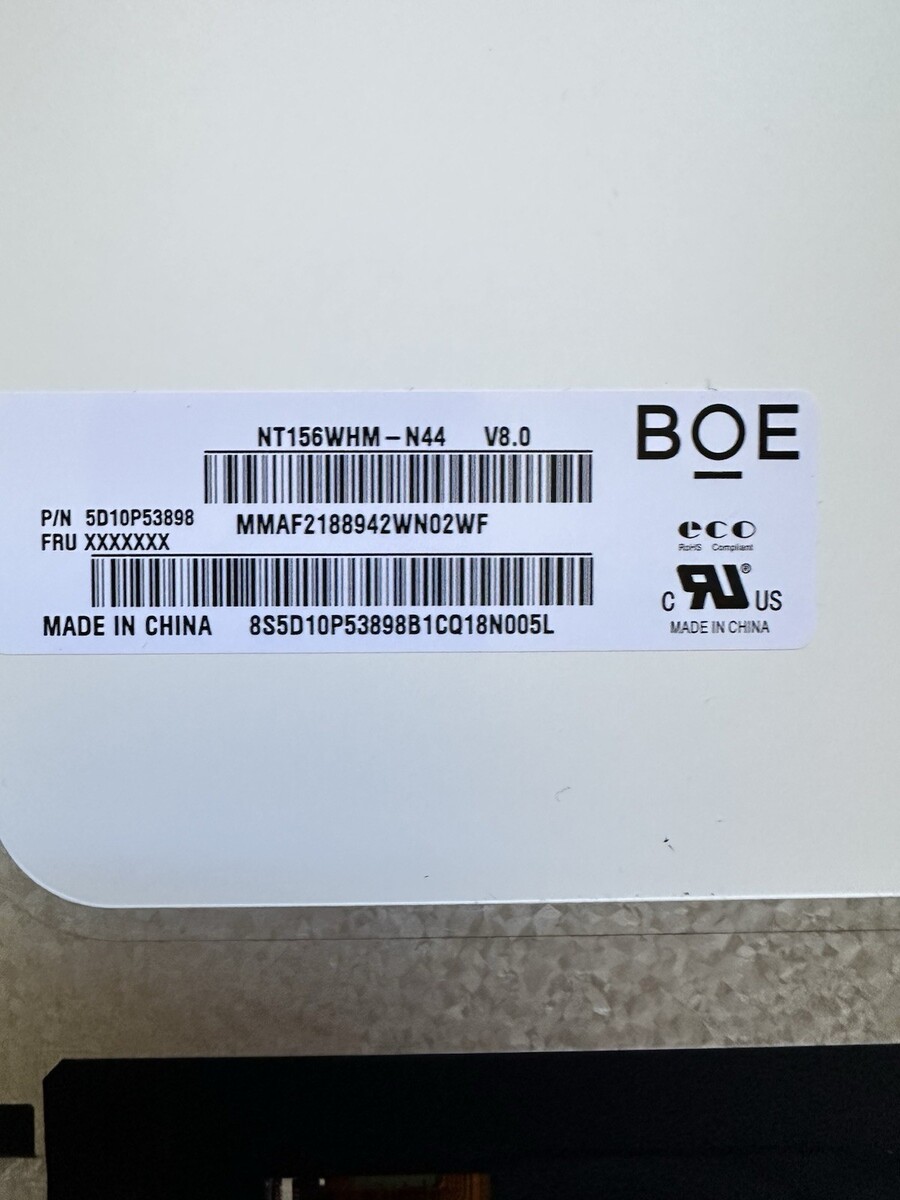 NT156WHM-N44 V8.0
BOE
P/N 5D10P53898
MMAF2188942WN02WF
FRU XXXXXXX
eco
RoHS Compliant
C RU ® US
MADE IN CHINA
8S5D10P53898B1CQ18N005L
MADE IN CHINA